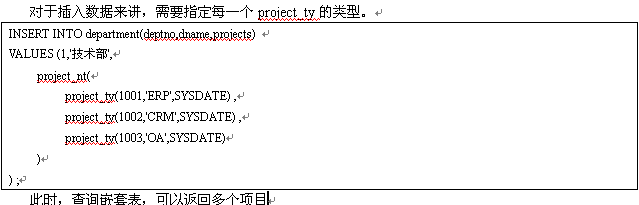 对于插入数据来讲，需要指定每一个 project_ty 的类型。
INSERT INTO department(deptno,dname,projects)
VALUES (1,'技术部',
project_nt(
project_ty(1001,'ERP',SYSDATE) ,
project_ty(1002,'CRM',SYSDATE) ,
project_ty(1003,'OA',SYSDATE)
)
) ;
此时，查询嵌套表，可以返回多个项目